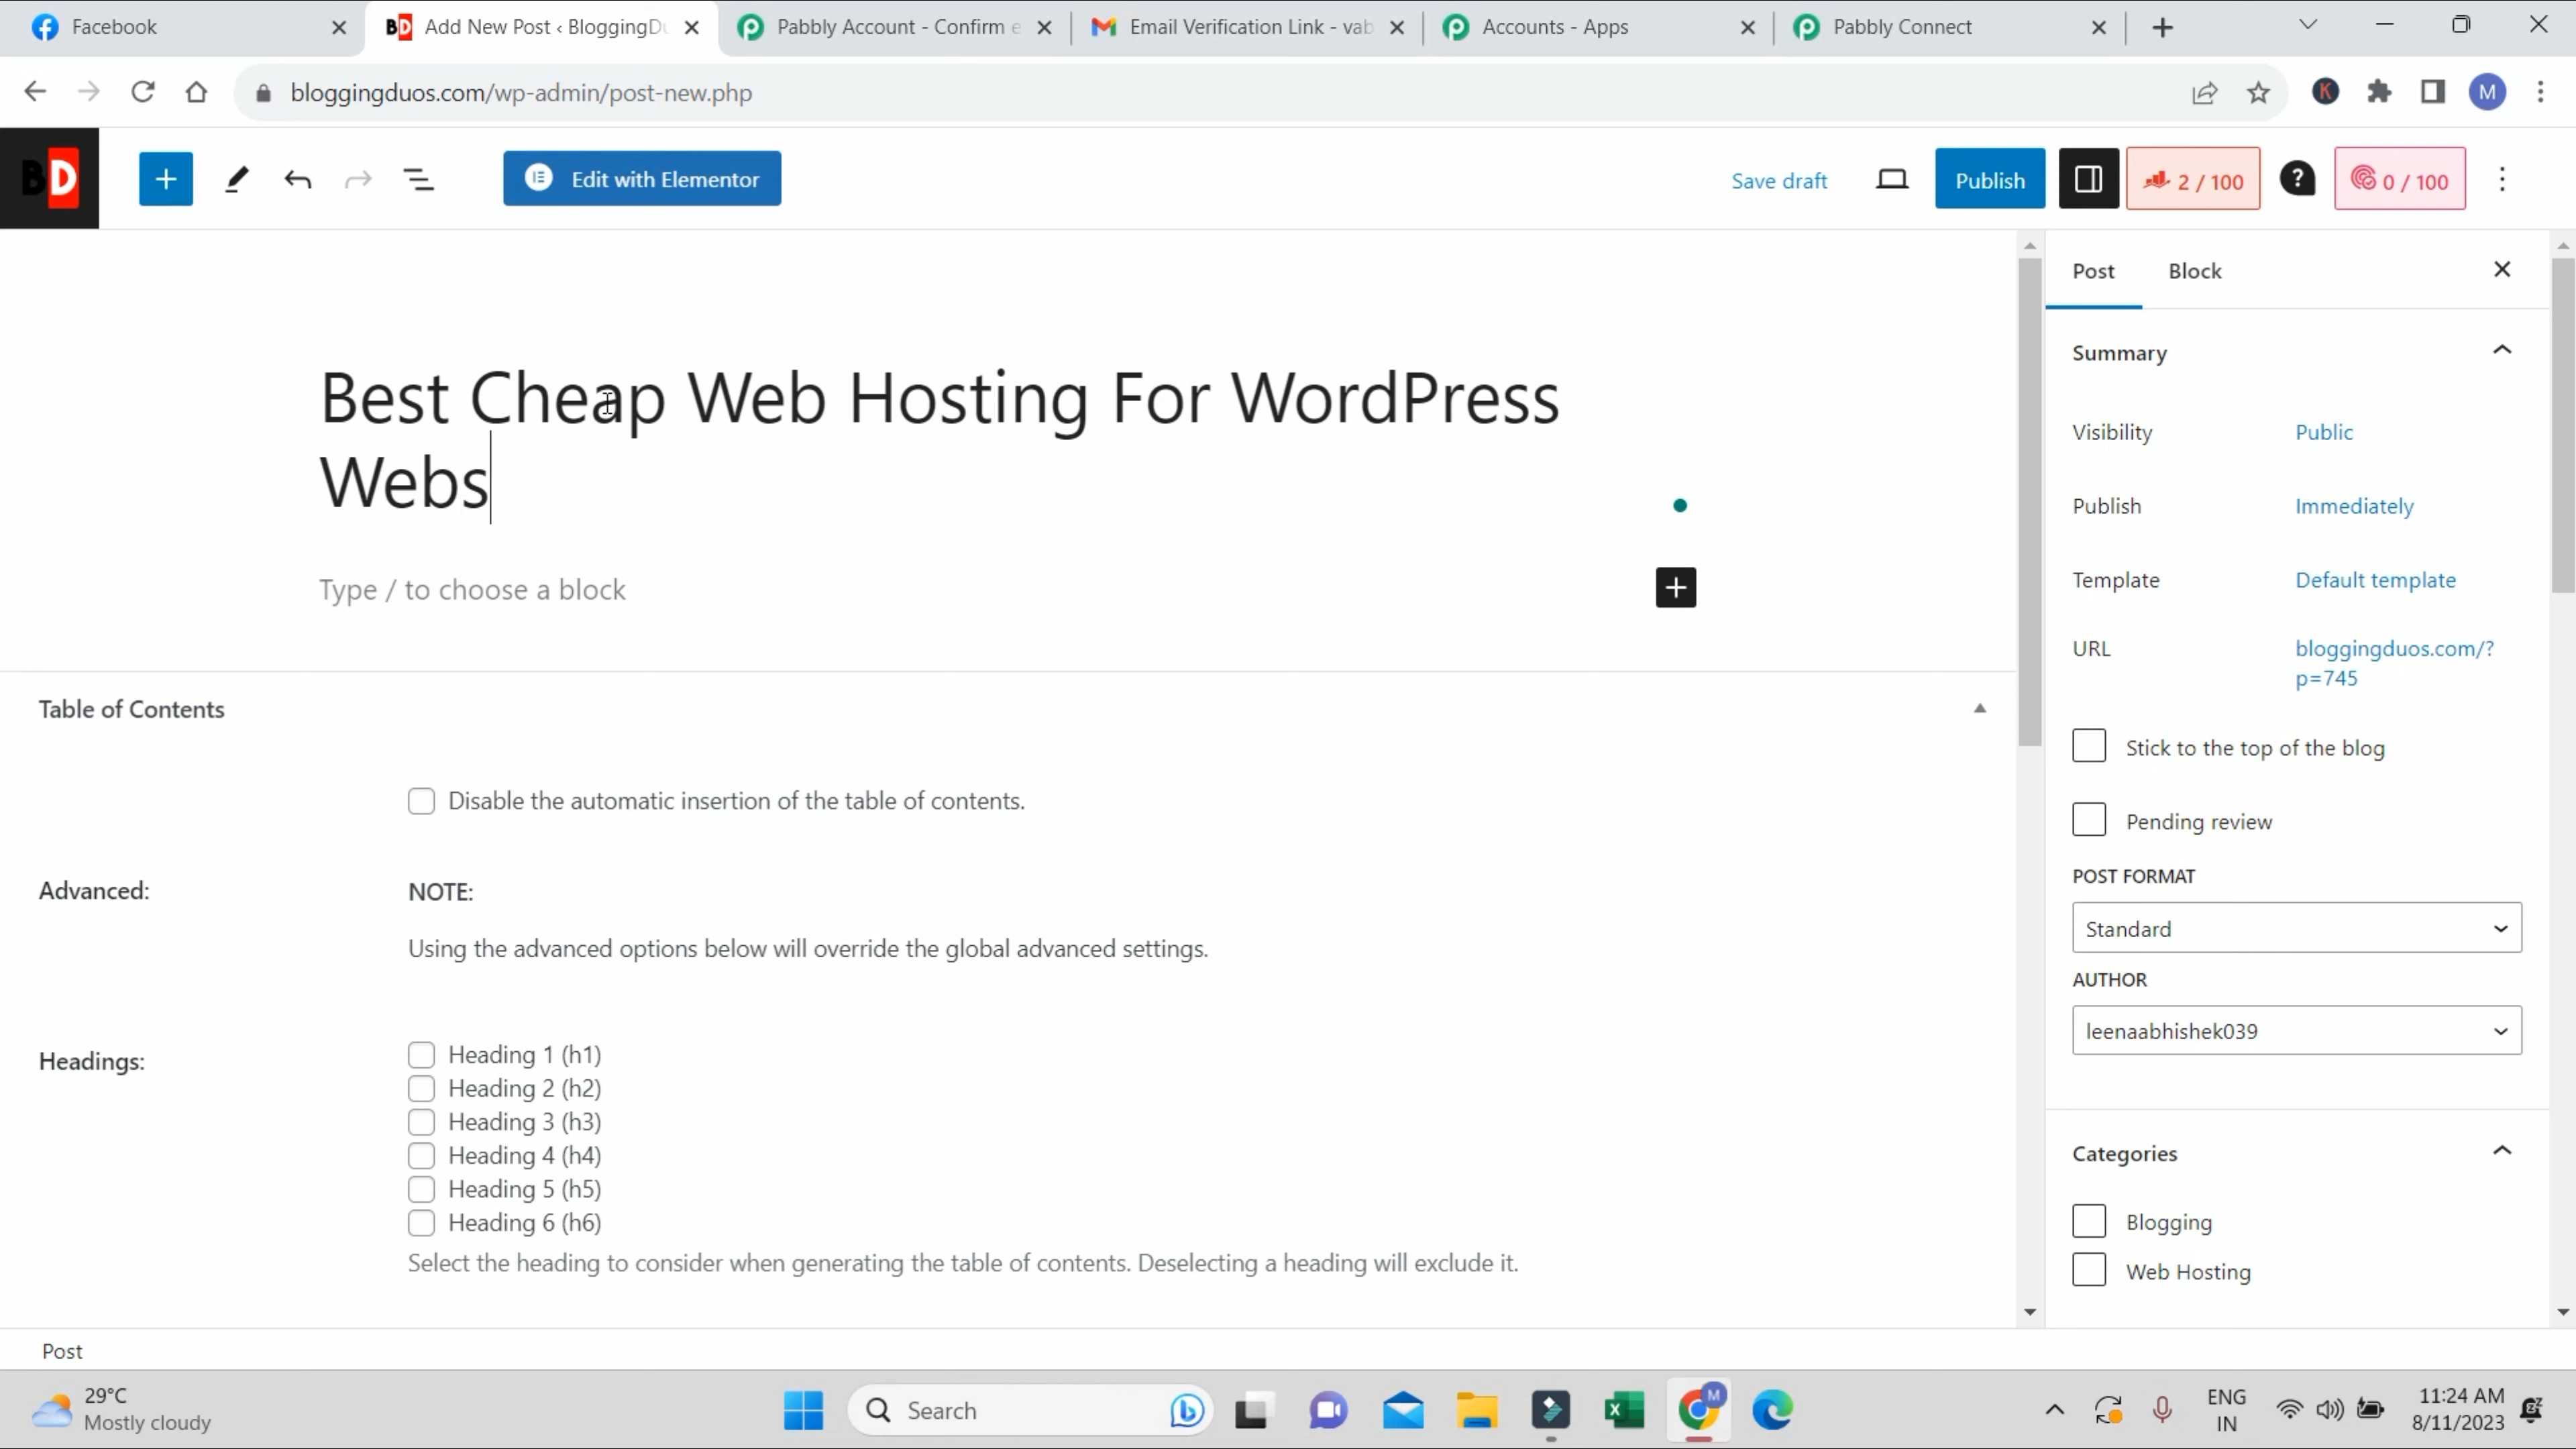 Facebook
Add New Post ‹ BloggingDu
Pabbly Account - Confirm e
Email Verification Link - vab
Accounts - Apps
Pabbly Connect
bloggingduos.com/wp-admin/post-new.php
K
M
BD
Edit with Elementor
Save draft
Publish
2 / 100
?
0 / 100
Best Cheap Web Hosting For WordPress
Webs
Type / to choose a block
Table of Contents
Disable the automatic insertion of the table of contents.
Advanced:
NOTE:
Using the advanced options below will override the global advanced settings.
Headings:
Heading 1 (h1)
Heading 2 (h2)
Heading 3 (h3)
Heading 4 (h4)
Heading 5 (h5)
Heading 6 (h6)
Select the heading to consider when generating the table of contents. Deselecting a heading will exclude it.
Post
Block
Summary
Visibility
Public
Publish
Immediately
Template
Default template
URL
bloggingduos.com/?
p=745
Stick to the top of the blog
Pending review
POST FORMAT
Standard
AUTHOR
leenaabhishek039
Categories
Blogging
Web Hosting
Post
29°C
Mostly cloudy
Search
M
ENG
IN
11:24 AM
8/11/2023